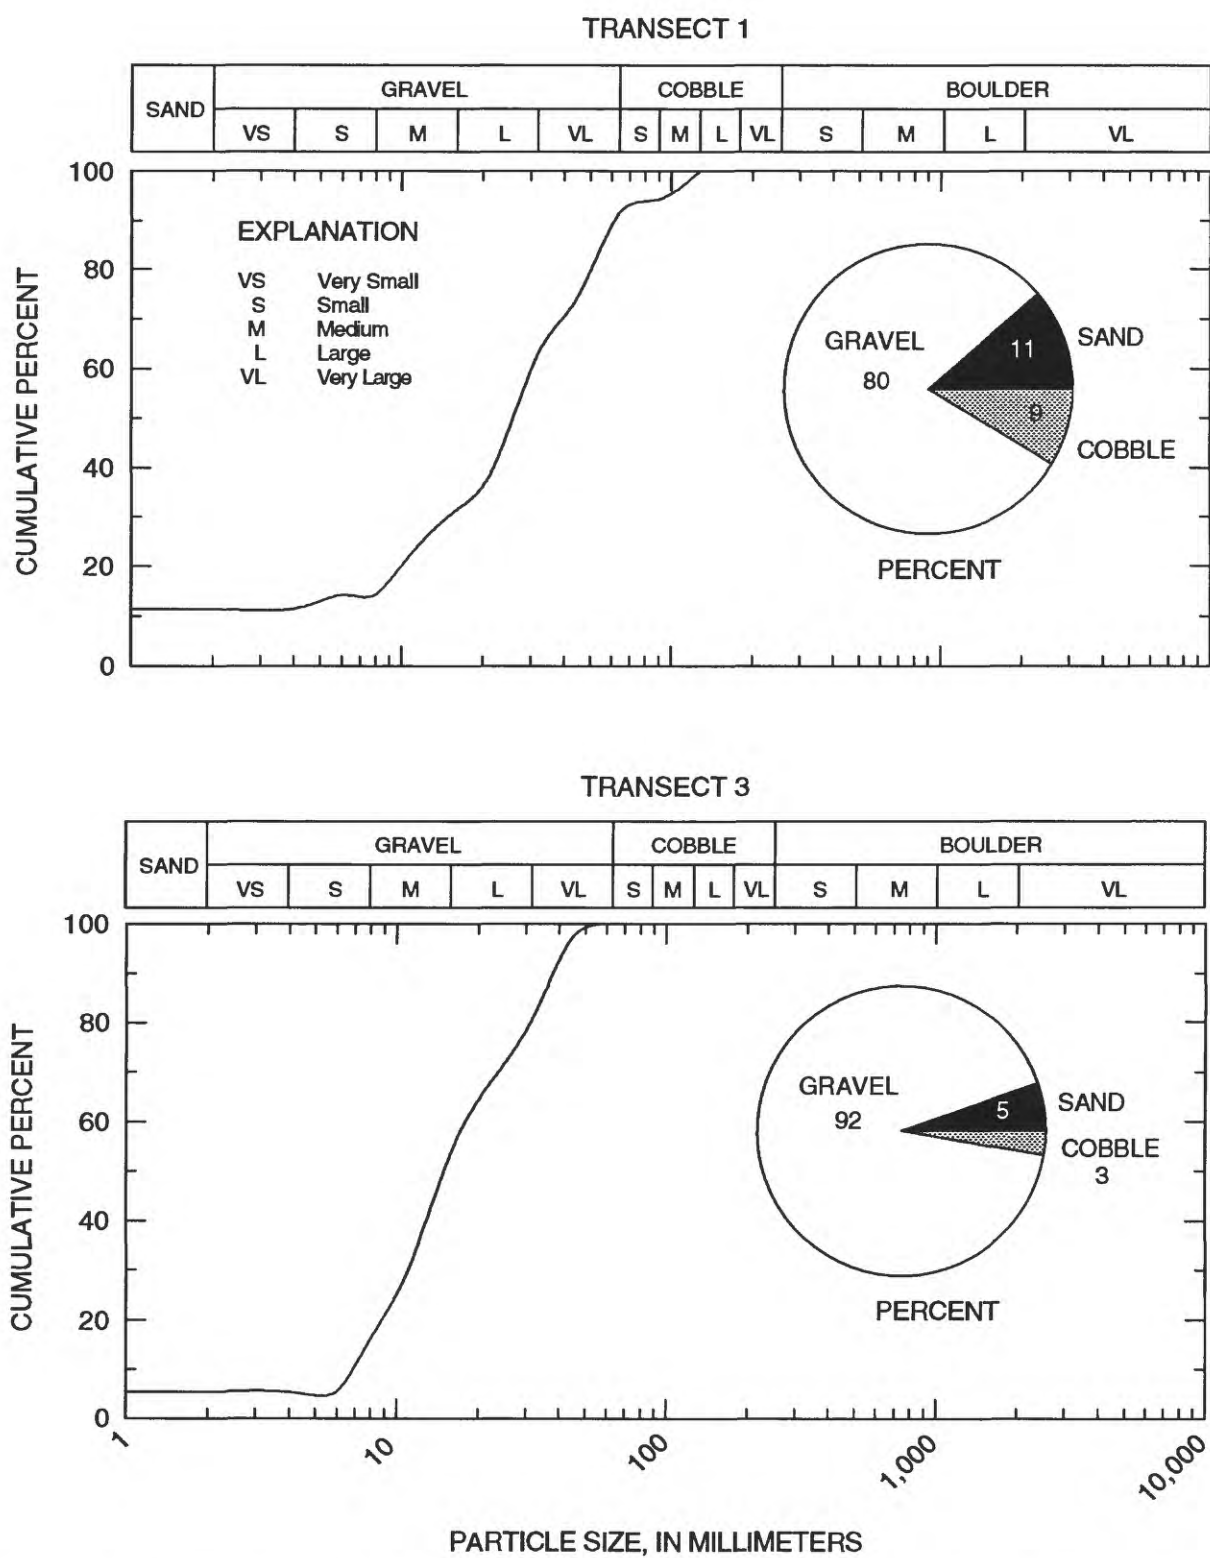 TRANSECT 1
SAND GRAVEL COBBLE BOULDER
VS S M L VL S M L VL S M L VL
100
80
60
40
20
0
CUMULATIVE PERCENT
EXPLANATION
VS Very Small
S Small
M Medium
L Large
VL Very Large
GRAVEL
80
11
SAND
9
COBBLE
PERCENT
TRANSECT 3
SAND GRAVEL COBBLE BOULDER
VS S M L VL S M L VL S M L VL
100
80
60
40
20
0
CUMULATIVE PERCENT
GRAVEL
92
5
SAND
COBBLE
3
PERCENT
1 10 100 1,000 10,000
PARTICLE SIZE, IN MILLIMETERS